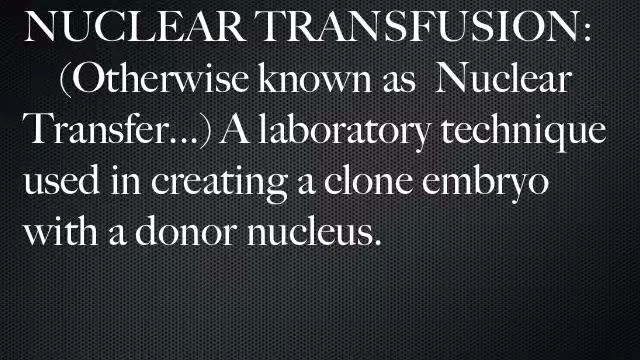 NUCLEAR TRANSFUSION:
(Otherwise known as Nuclear
Transfer...) A laboratory technique
used in creating a clone embryo
with a donor nucleus.